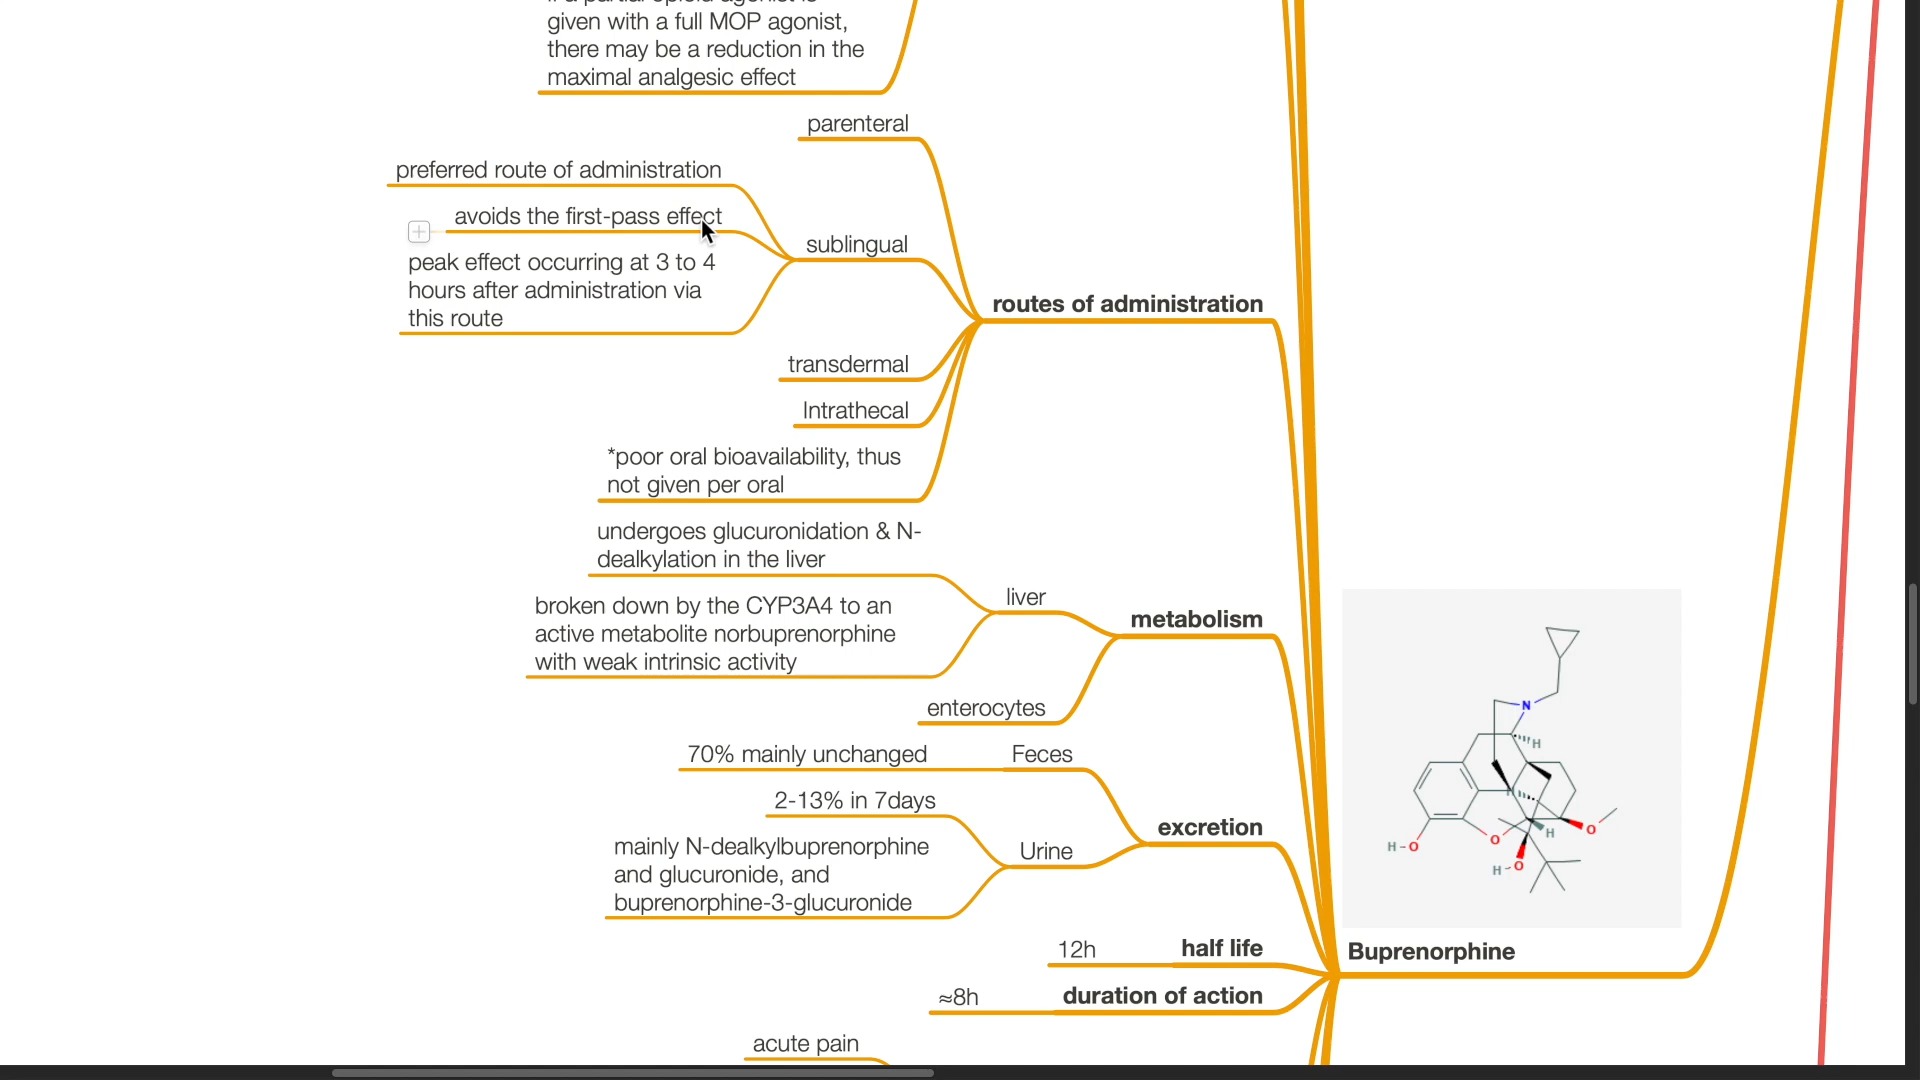 given with a full MOP agonist,
there may be a reduction in the
maximal analgesic effect
parenteral
preferred route of administration
avoids the first-pass effect
peak effect occurring at 3 to 4
hours after administration via
this route
sublingual
transdermal
Intrathecal
*poor oral bioavailability, thus
not given per oral
routes of administration
undergoes glucuronidation & N-
dealkylation in the liver
broken down by the CYP3A4 to an
active metabolite norbuprenorphine
with weak intrinsic activity
liver
enterocytes
metabolism
70% mainly unchanged
Feces
2-13% in 7days
mainly N-dealkylbuprenorphine
and glucuronide, and
buprenorphine-3-glucuronide
Urine
excretion
12h
half life
≈8h
duration of action
acute pain
N
H
H
H
O
O
H-O
H-O
Buprenorphine